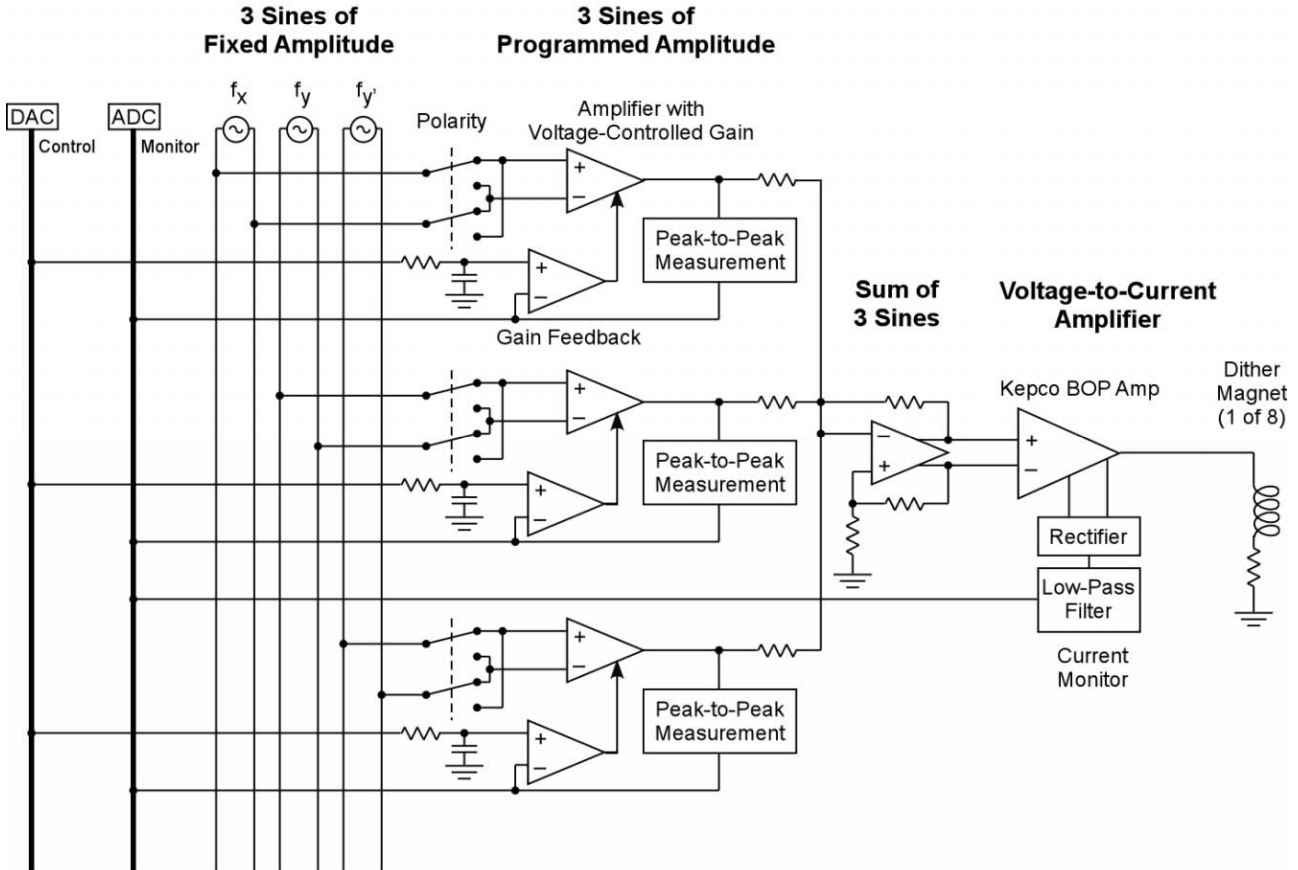 3 Sines of
Fixed Amplitude
3 Sines of
Programmed Amplitude
fx
fy
fy'
DAC
Control
ADC
Monitor
Polarity
Amplifier with
Voltage-Controlled Gain
+
−
Peak-to-Peak
Measurement
+
−
Gain Feedback
Sum of
3 Sines
Voltage-to-Current
Amplifier
Kepco BOP Amp
Dither
Magnet
(1 of 8)
+
−
Peak-to-Peak
Measurement
+
−
−
+
+
−
Rectifier
Low-Pass
Filter
Current
Monitor
+
−
Peak-to-Peak
Measurement
+
−